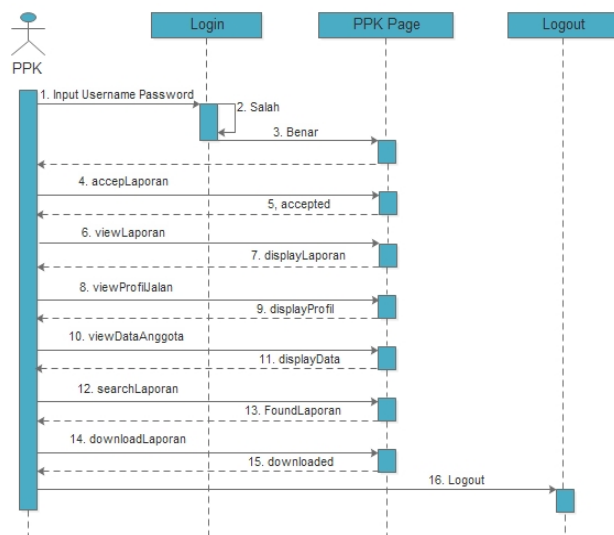 Login
PPK Page
Logout
PPK
1. Input Username Password
2. Salah
3. Benar
4. accepLaporan
5, accepted
6. viewLaporan
7. displayLaporan
8. viewProfilJalan
9. displayProfil
10. viewDataAnggota
11. displayData
12. searchLaporan
13. FoundLaporan
14. downloadLaporan
15. downloaded
16. Logout